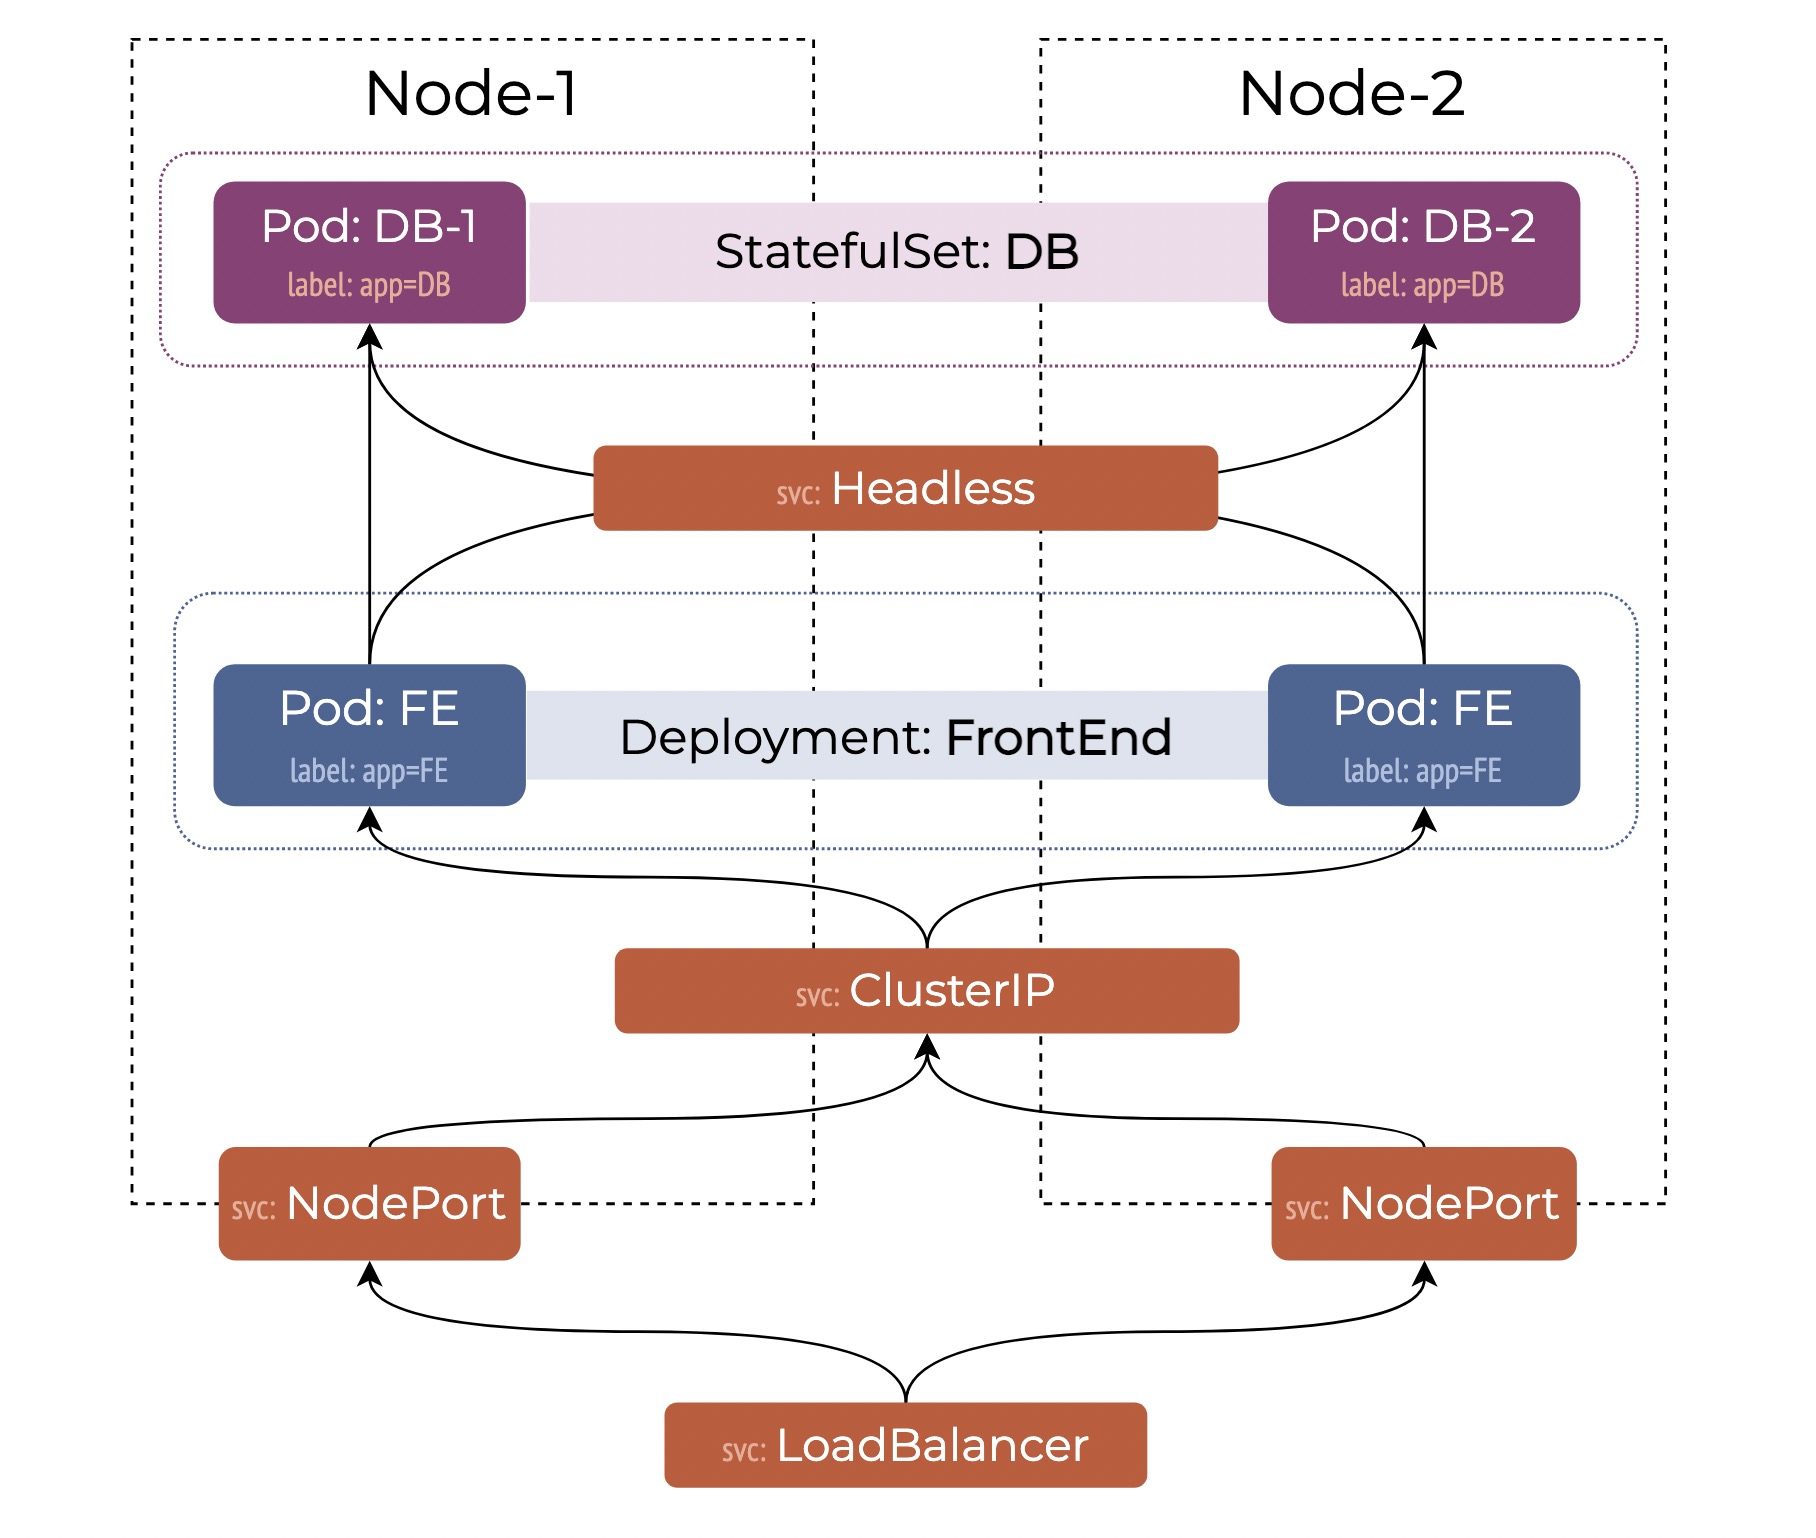 Node-1
Node-2
Pod: DB-1
label: app=DB
StatefulSet: DB
Pod: DB-2
label: app=DB
svc: Headless
Pod: FE
label: app=FE
Deployment: FrontEnd
Pod: FE
label: app=FE
svc: ClusterIP
svc: NodePort
svc: NodePort
svc: LoadBalancer